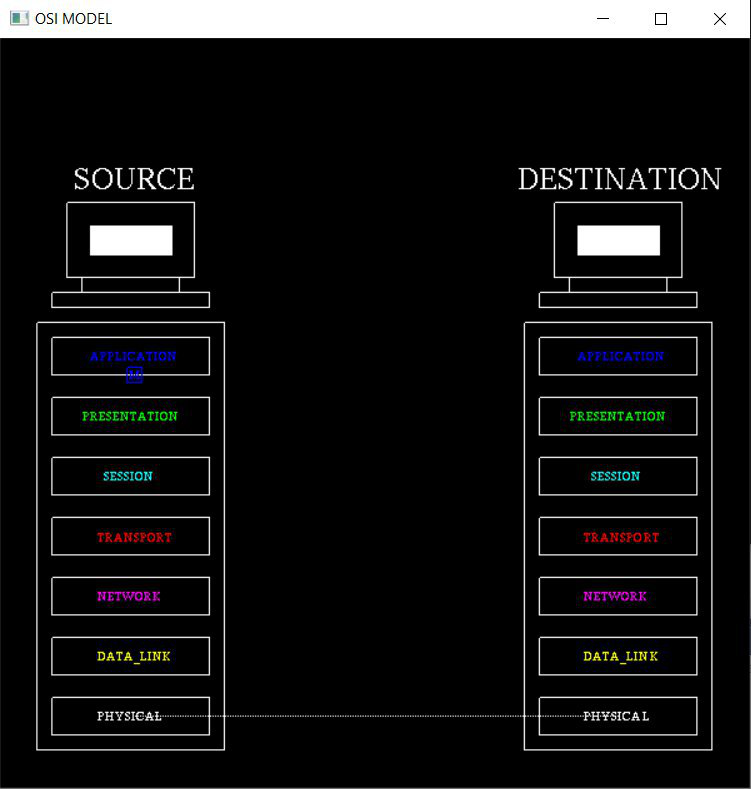 OSI MODEL
SOURCE
DESTINATION
APPLICATION
PRESENTATION
SESSION
TRANSPORT
NETWORK
DATA_LINK
PHYSICAL
APPLICATION
PRESENTATION
SESSION
TRANSPORT
NETWORK
DATA_LINK
PHYSICAL